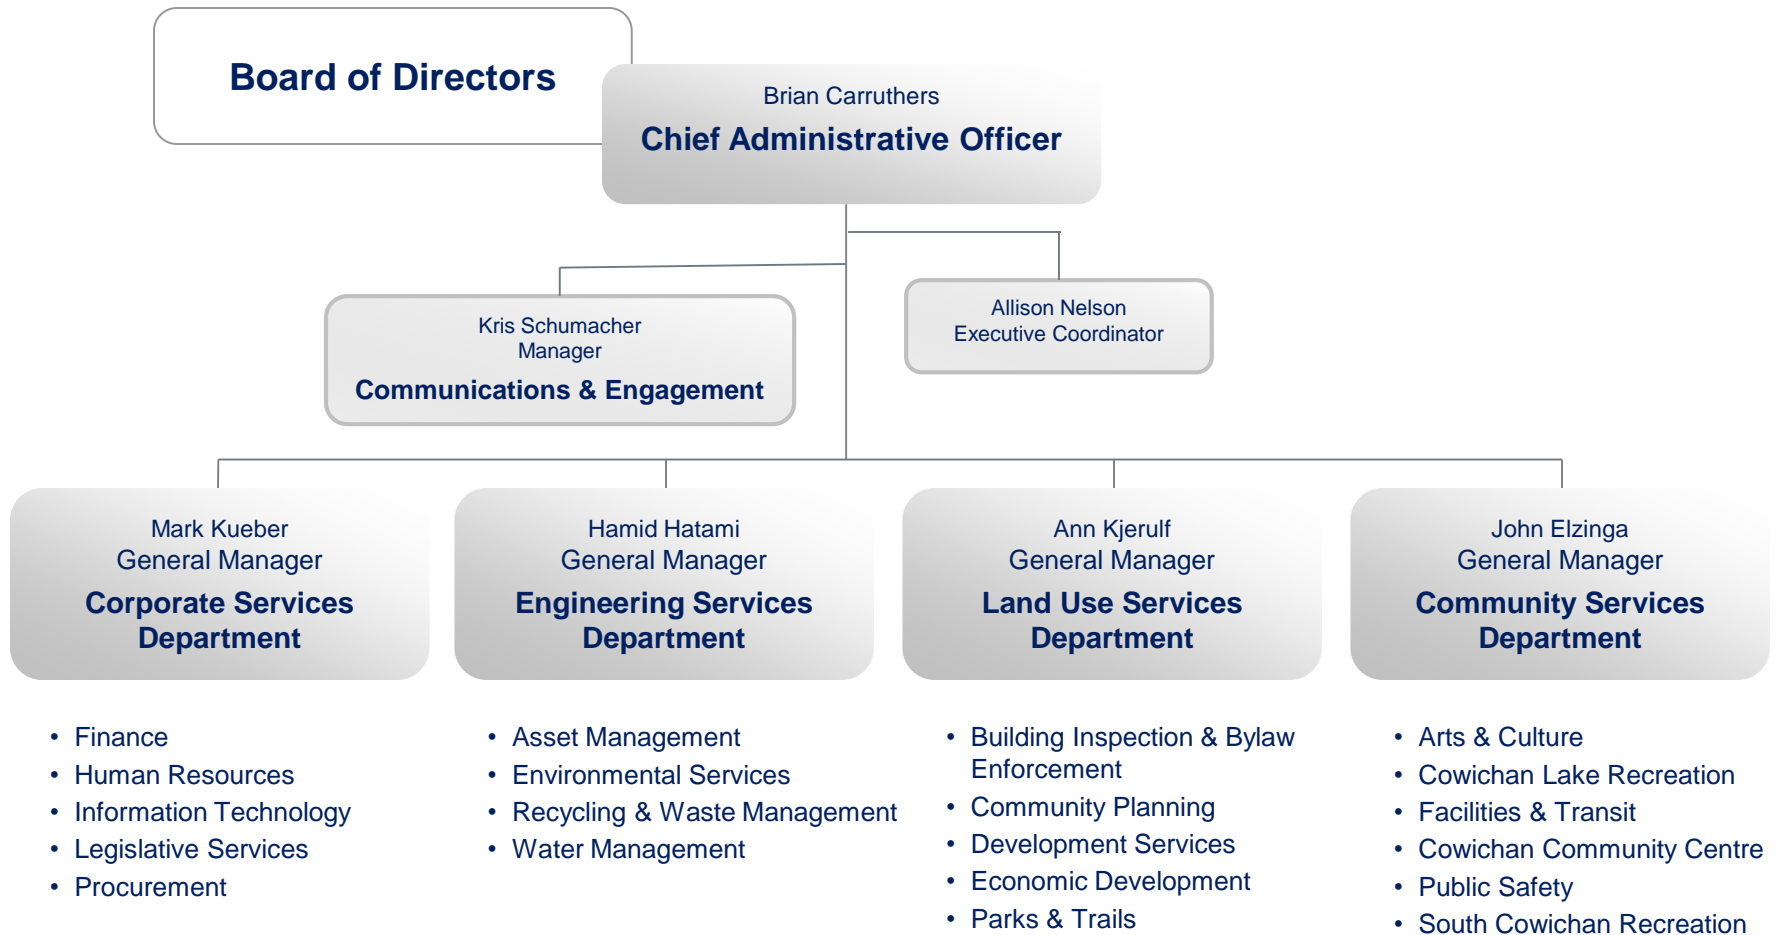 Board of Directors
Brian Carruthers
Chief Administrative Officer
Kris Schumacher
Manager
Communications & Engagement
Allison Nelson
Executive Coordinator
Mark Kueber
General Manager
Corporate Services
Department
Hamid Hatami
General Manager
Engineering Services
Department
Ann Kjerulf
General Manager
Land Use Services
Department
John Elzinga
General Manager
Community Services
Department
• Finance
• Human Resources
• Information Technology
• Legislative Services
• Procurement
• Asset Management
• Environmental Services
• Recycling & Waste Management
• Water Management
• Building Inspection & Bylaw
Enforcement
• Community Planning
• Development Services
• Economic Development
• Parks & Trails
• Arts & Culture
• Cowichan Lake Recreation
• Facilities & Transit
• Cowichan Community Centre
• Public Safety
• South Cowichan Recreation